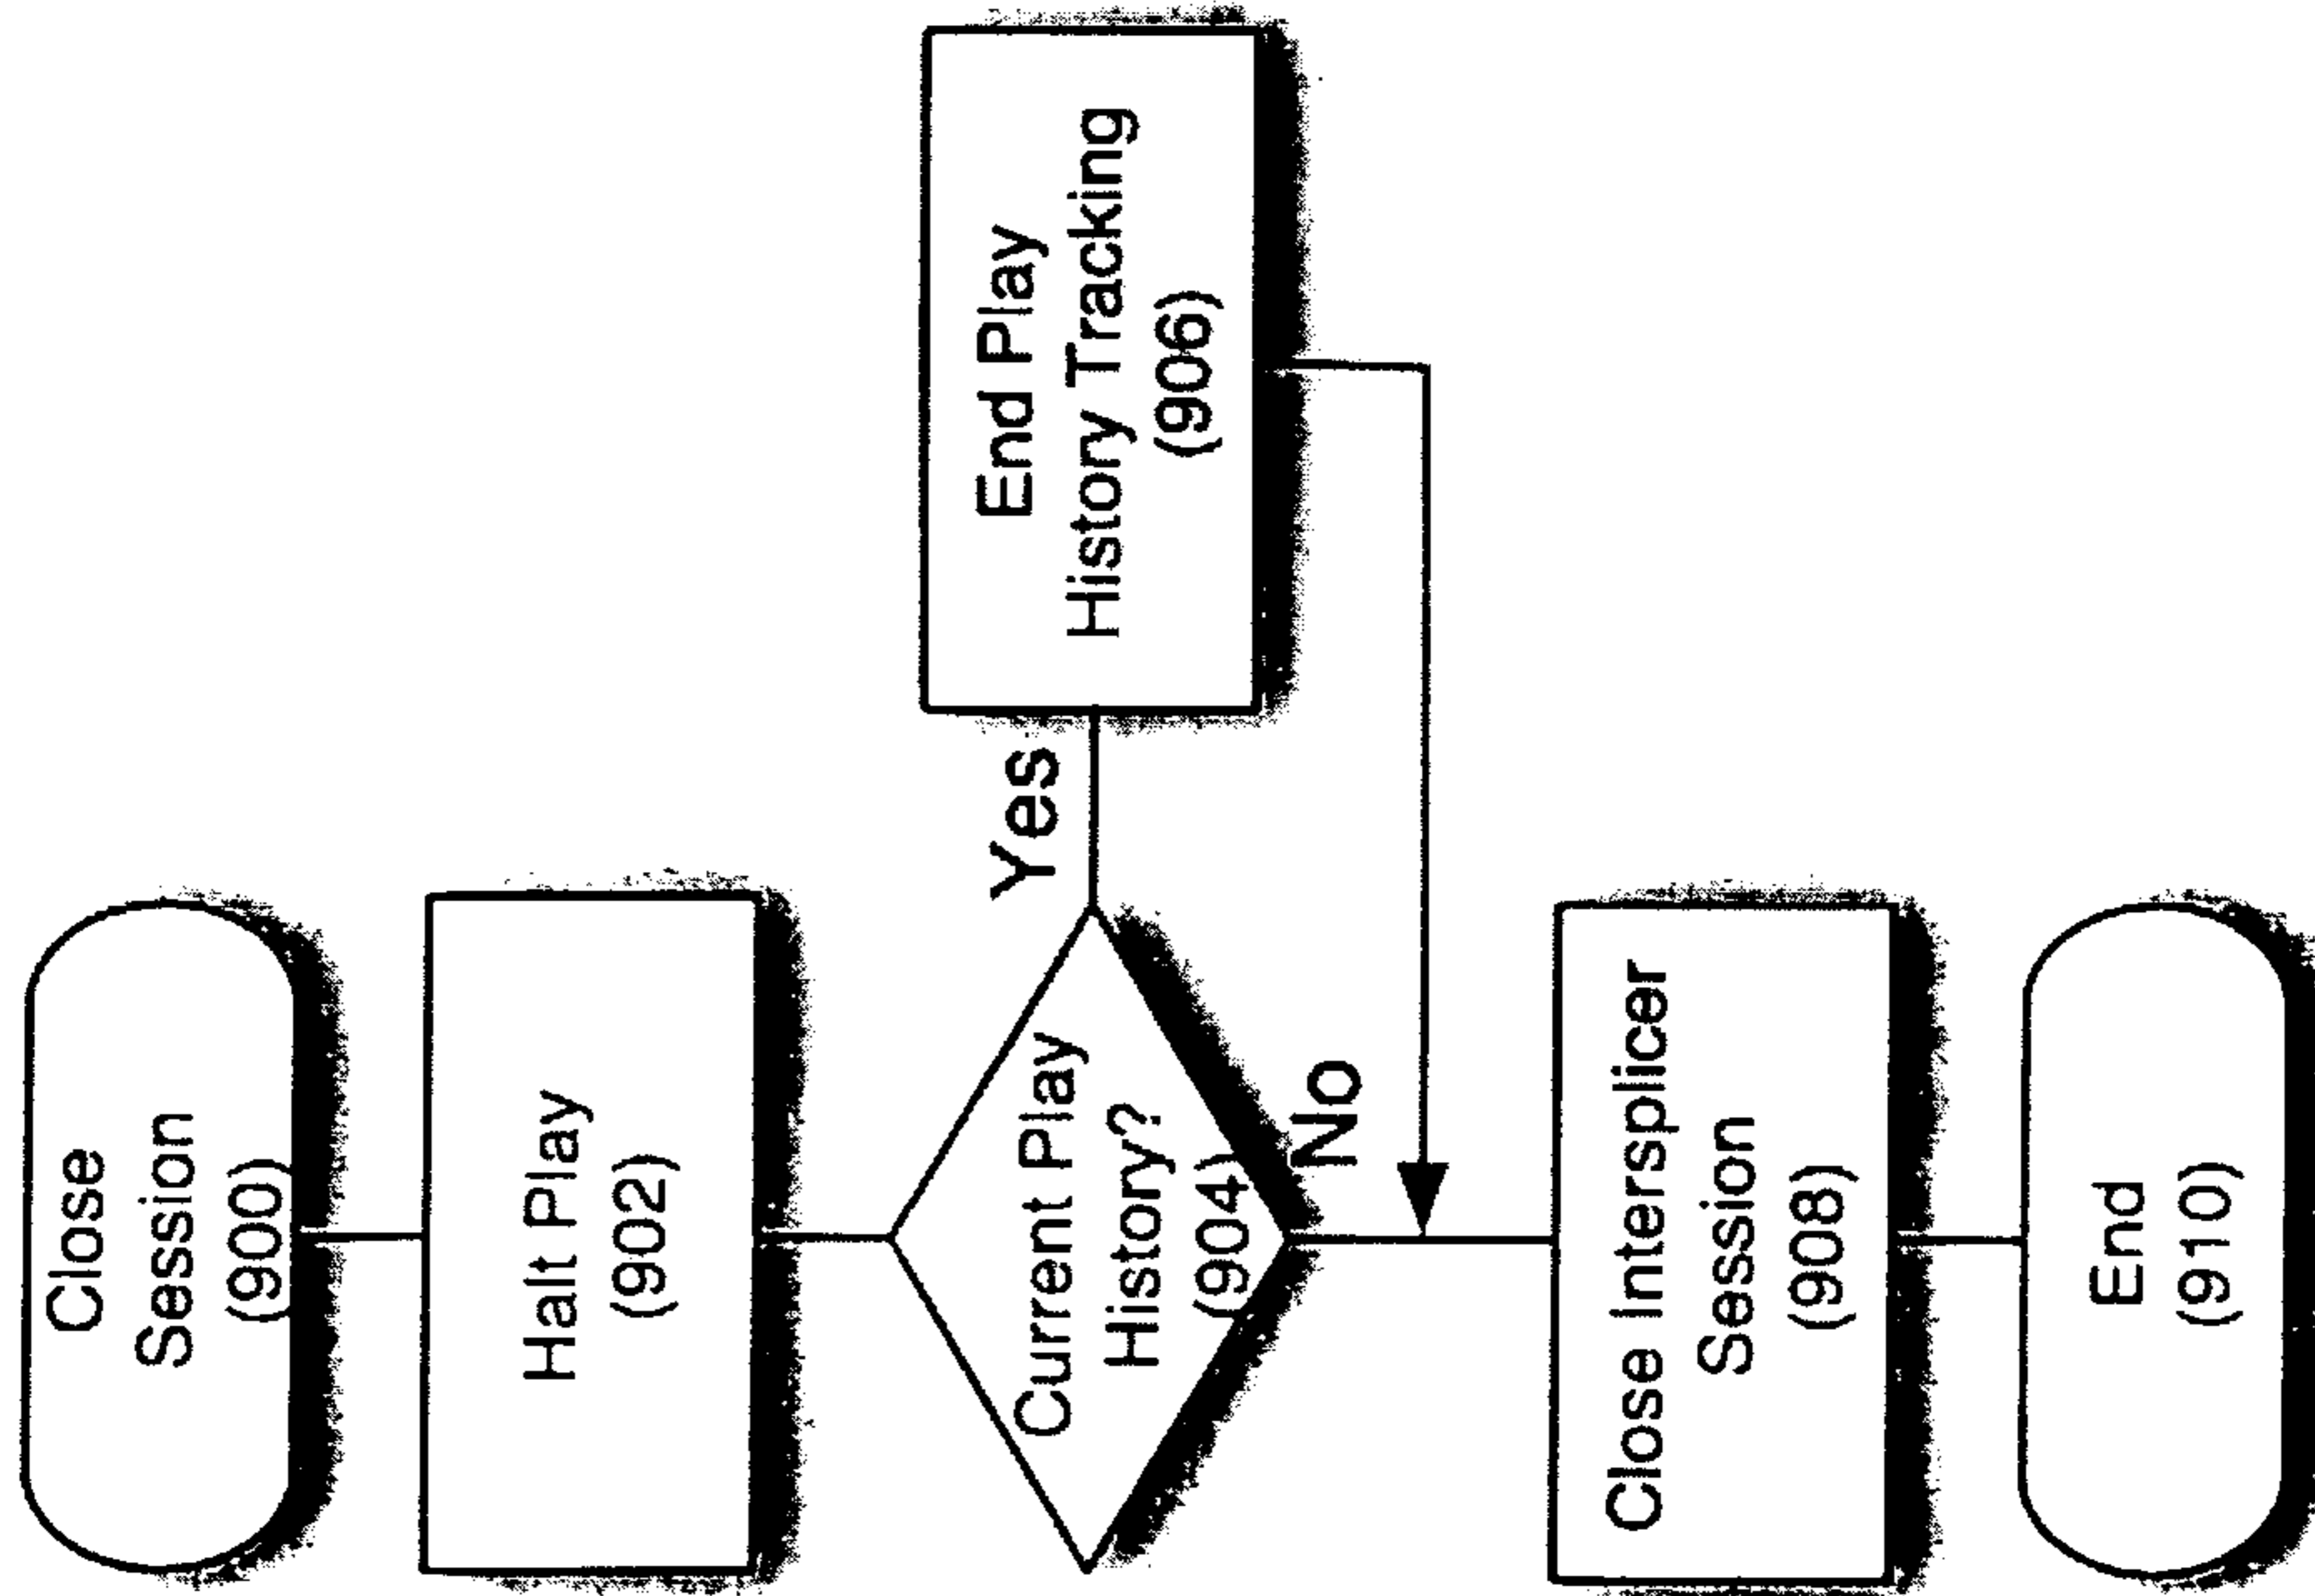 Close
Session
(900)
Halt Play
(902)
Current Play
History?
(904)
Yes
End Play
History Tracking
(906)
No
Close Intersplicer
Session
(908)
End
(910)